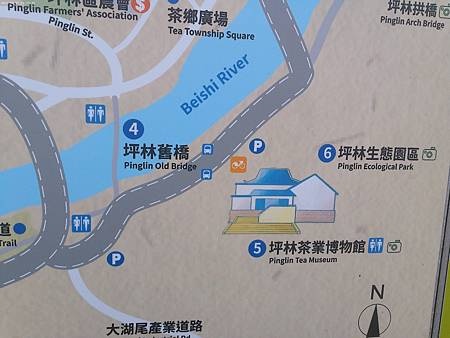 坪林區農會
Pinglin Farmers' Association
Pinglin St.
茶鄉廣場
Tea Township Square
坪林拱橋
Pinglin Arch Bridge
Beishi River
4
坪林舊橋
Pinglin Old Bridge
P
6 坪林生態園區
Pinglin Ecological Park
道
Trail
P
5 坪林茶業博物館
Pinglin Tea Museum
N
大湖尾產業道路